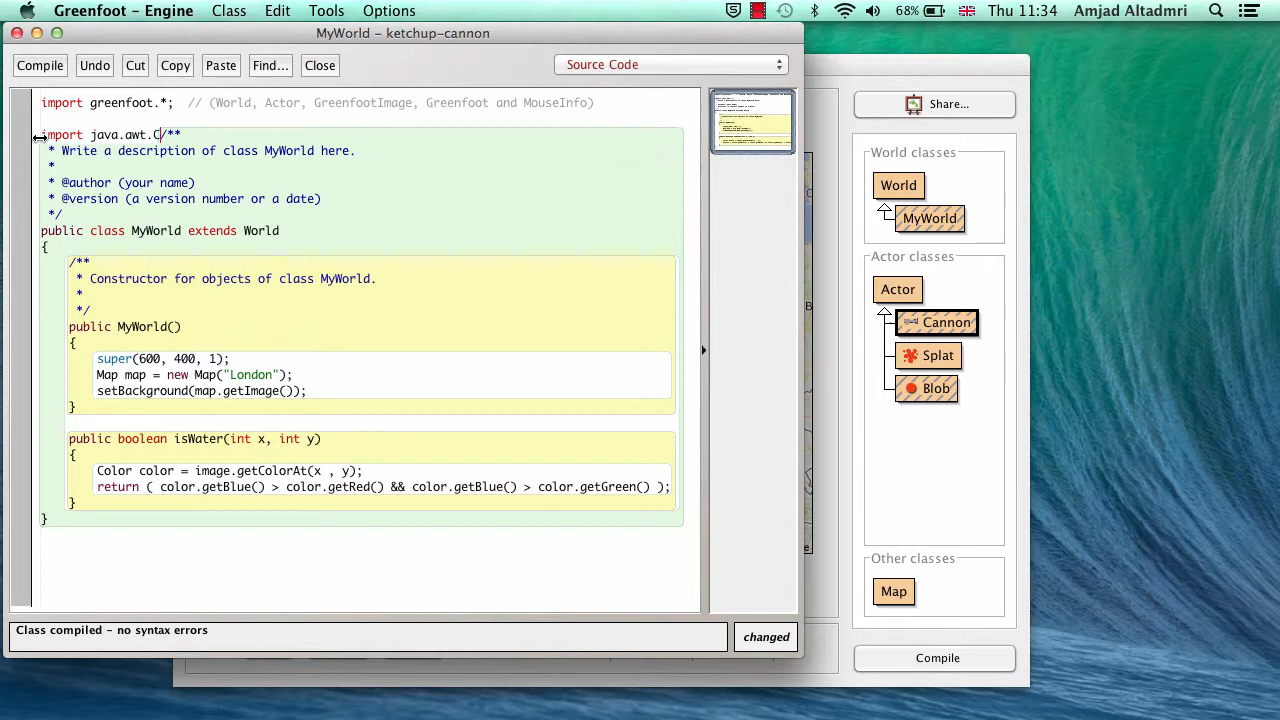 Greenfoot - Engine Class Edit Tools Options 68% Thu 11:34 Amjad Altadmri
MyWorld - ketchup-cannon
Compile Undo Cut Copy Paste Find... Close Source Code
Share...
import greenfoot.*;  // (World, Actor, GreenfootImage, Greenfoot and MouseInfo)
import java.awt.C/**
* Write a description of class MyWorld here.
*
* @author (your name)
* @version (a version number or a date)
*/
public class MyWorld extends World
{
/**
* Constructor for objects of class MyWorld.
*
*/
public MyWorld()
{
super(600, 400, 1);
Map map = new Map("London");
setBackground(map.getImage());
}
public boolean isWater(int x, int y)
{
Color color = image.getColorAt(x , y);
return ( color.getBlue() > color.getRed() && color.getBlue() > color.getGreen() );
}
}
Class compiled - no syntax errors
changed
World classes
World
MyWorld
Actor classes
Actor
Cannon
Splat
Blob
Other classes
Map
Compile